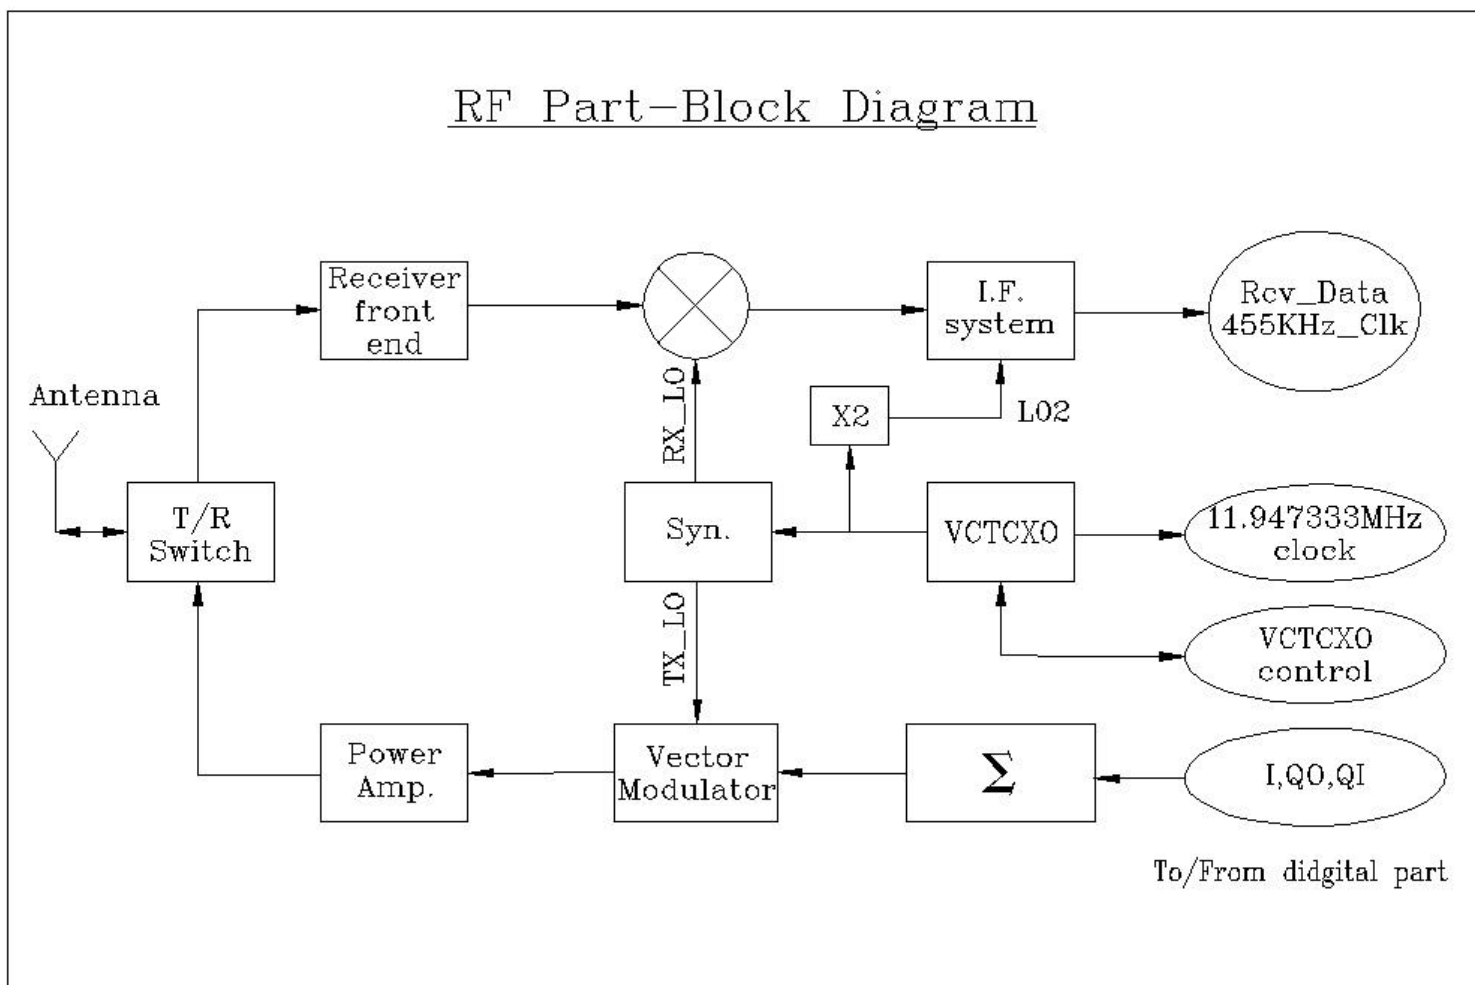 RF Part-Block Diagram
Receiver
front
end
I.F.
system
Rcv_Data
455KHz_Clk
Antenna
RX_LO
X2
LO2
T/R
Switch
Syn.
VCTCXO
11.947333MHz
clock
TX_LO
VCTCXO
control
Power
Amp.
Vector
Modulator
Σ
I,QO,QI
To/From didgital part